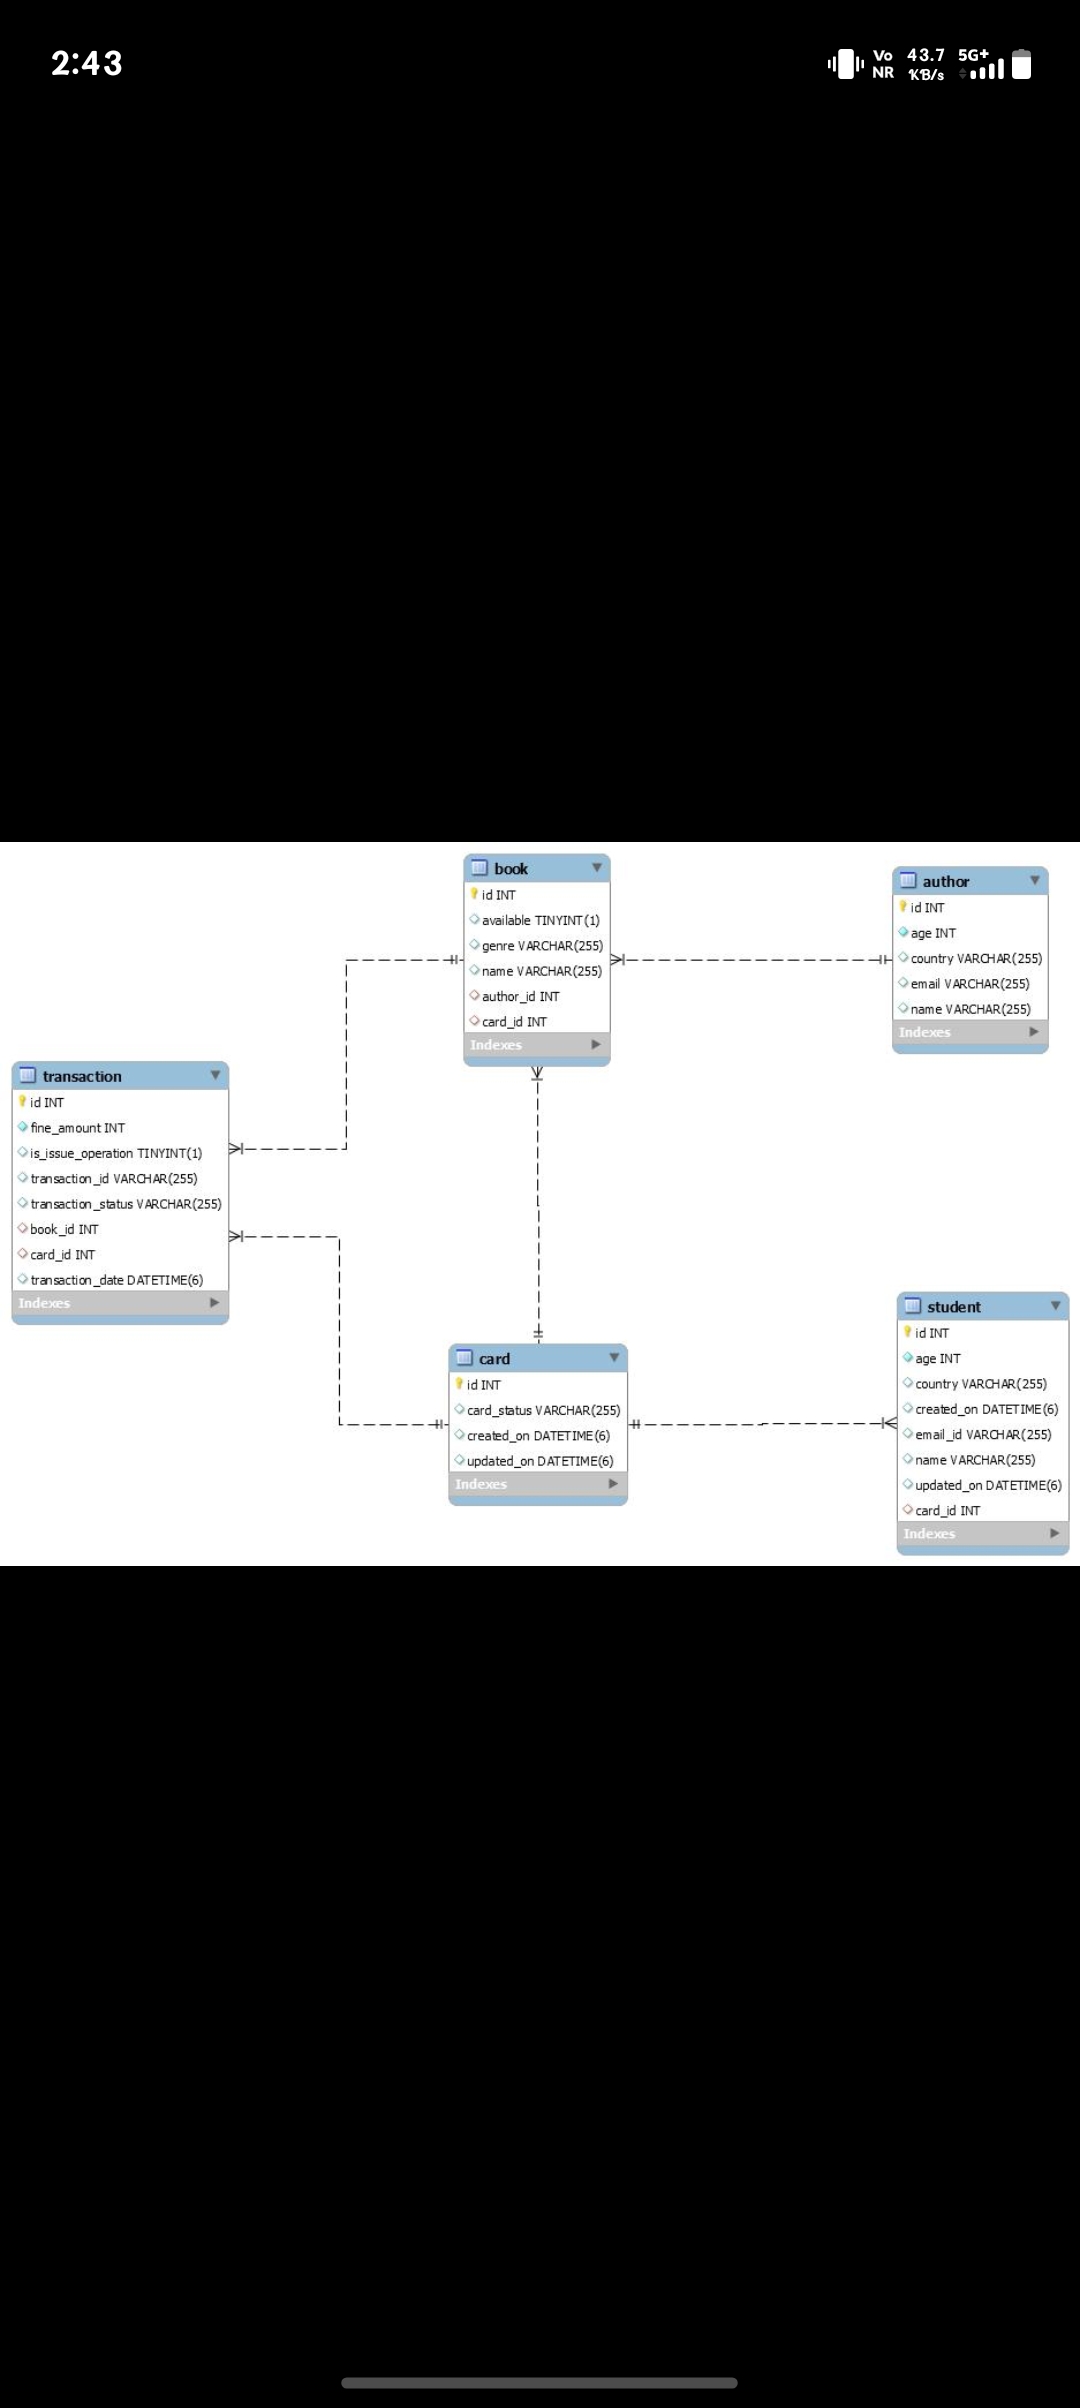 2:43
Vo NR 43.7 KB/s 5G+
book
id INT
available TINYINT(1)
genre VARCHAR(255)
name VARCHAR(255)
author_id INT
card_id INT
Indexes
author
id INT
age INT
country VARCHAR(255)
email VARCHAR(255)
name VARCHAR(255)
Indexes
transaction
id INT
fine_amount INT
is_issue_operation TINYINT(1)
transaction_id VARCHAR(255)
transaction_status VARCHAR(255)
book_id INT
card_id INT
transaction_date DATETIME(6)
Indexes
card
id INT
card_status VARCHAR(255)
created_on DATETIME(6)
updated_on DATETIME(6)
Indexes
student
id INT
age INT
country VARCHAR(255)
created_on DATETIME(6)
email_id VARCHAR(255)
name VARCHAR(255)
updated_on DATETIME(6)
card_id INT
Indexes